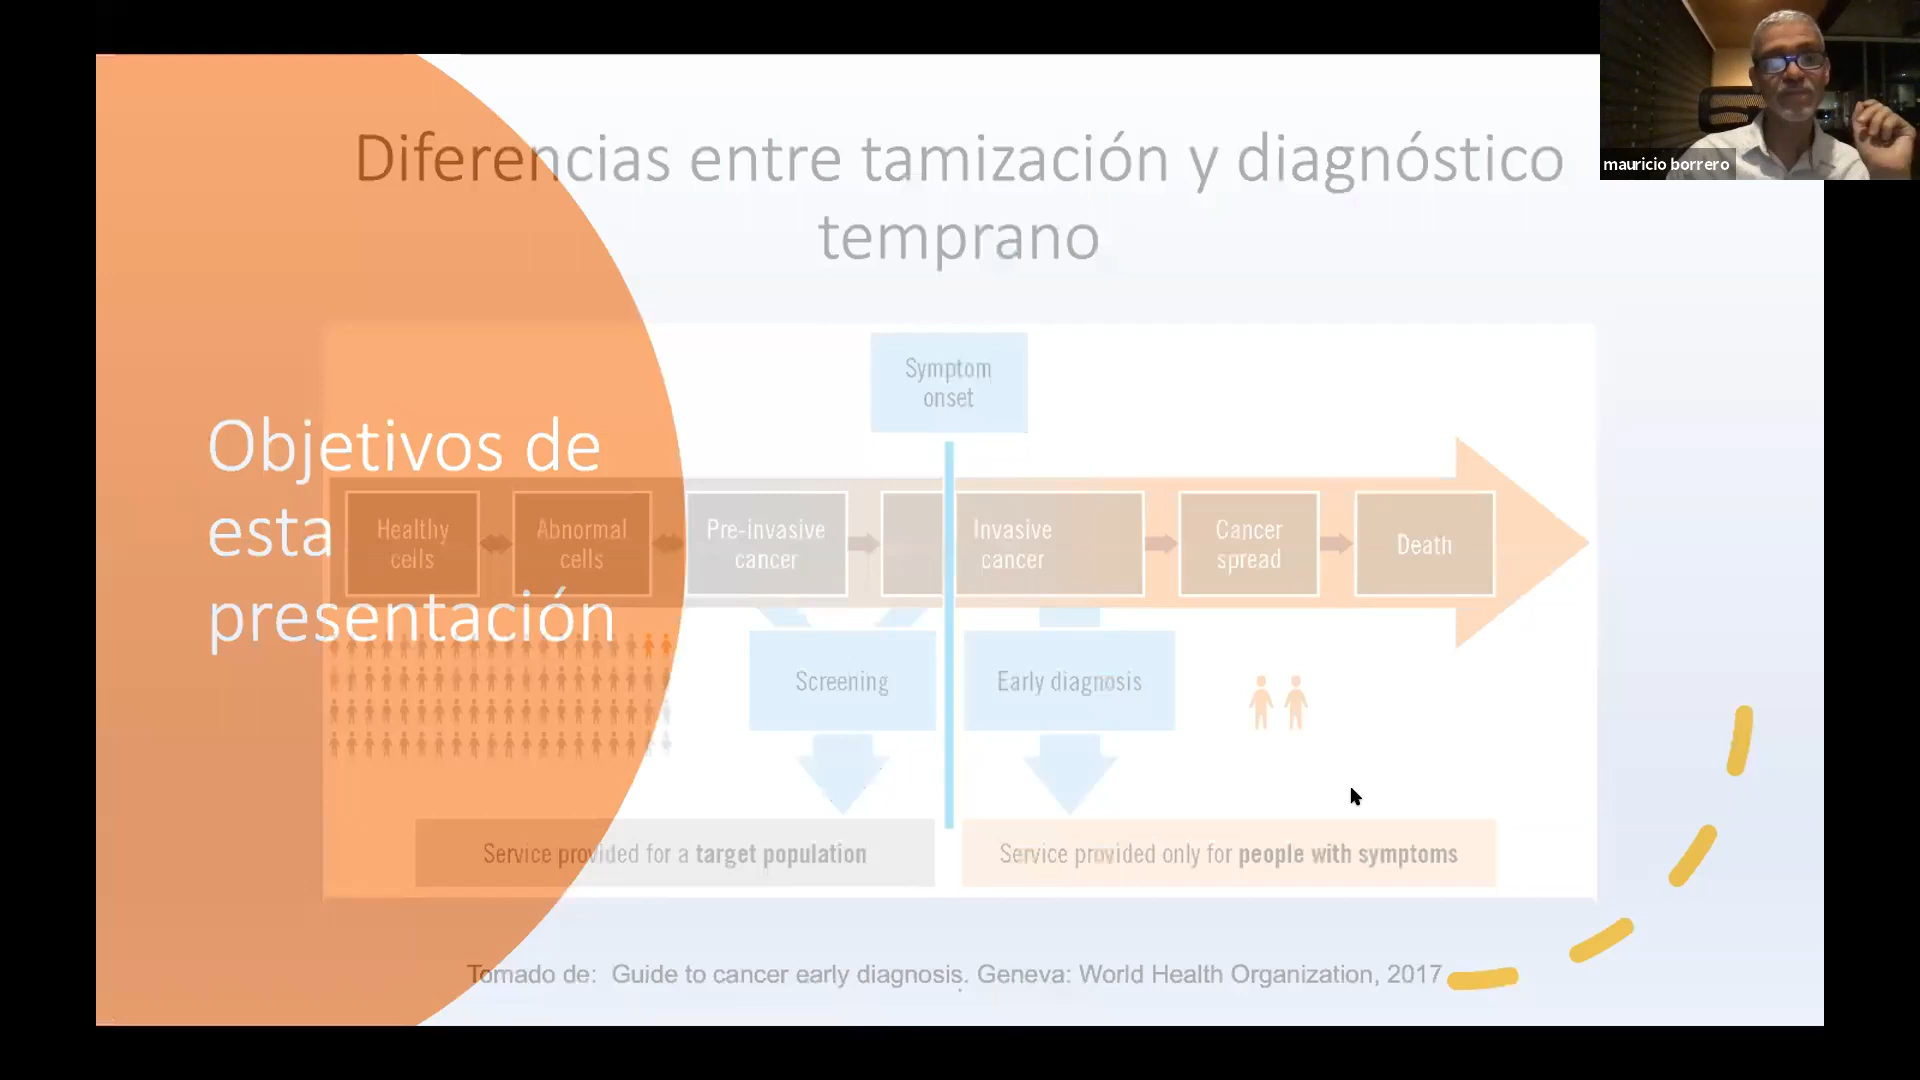 mauricio borrero
Diferencias entre tamización y diagnóstico
temprano
Objetivos de
esta
presentación
Symptom
onset
Healthy
cells
Abnormal
cells
Pre-invasive
cancer
Invasive
cancer
Cancer
spread
Death
Screening
Early diagnosis
Service provided for a target population
Service provided only for people with symptoms
Tomado de: Guide to cancer early diagnosis. Geneva: World Health Organization, 2017